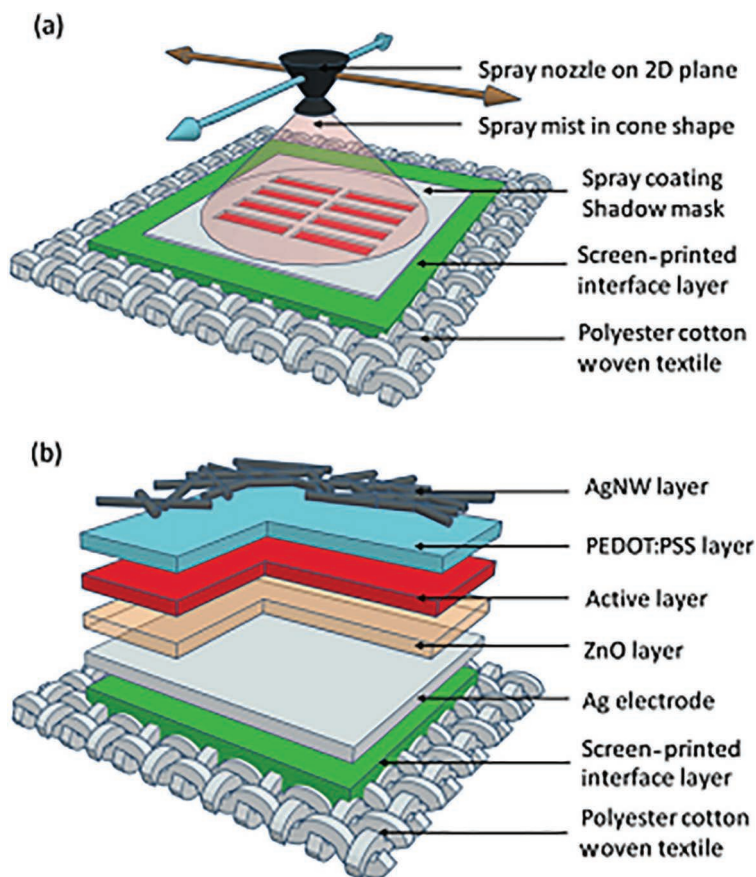 (a)
Spray nozzle on 2D plane
Spray mist in cone shape
Spray coating
Shadow mask
Screen-printed
interface layer
Polyester cotton
woven textile
(b)
AgNW layer
PEDOT:PSS layer
Active layer
ZnO layer
Ag electrode
Screen-printed
interface layer
Polyester cotton
woven textile